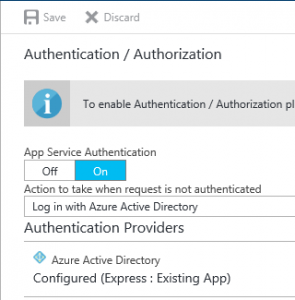 Save Discard
Authentication / Authorization
To enable Authentication / Authorization pl
App Service Authentication
Off On
Action to take when request is not authenticated
Log in with Azure Active Directory
Authentication Providers
Azure Active Directory
Configured (Express : Existing App)